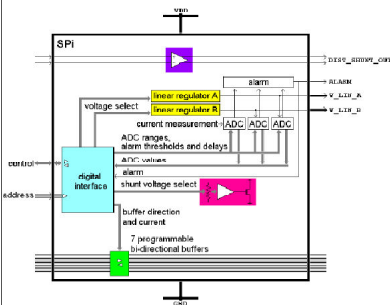 VDD
SPi
DIST_SHUNT_OUT
alarm
ALARM
linear regulator A
V_LIN_A
linear regulator B
V_LIN_B
voltage select
current measurement
ADC ADC ADC
ADC ranges,
alarm thresholds and delays
ADC values
control
alarm
digital
interface
shunt voltage select
address
buffer direction
and current
7 programmable
bi-directional buffers
GND